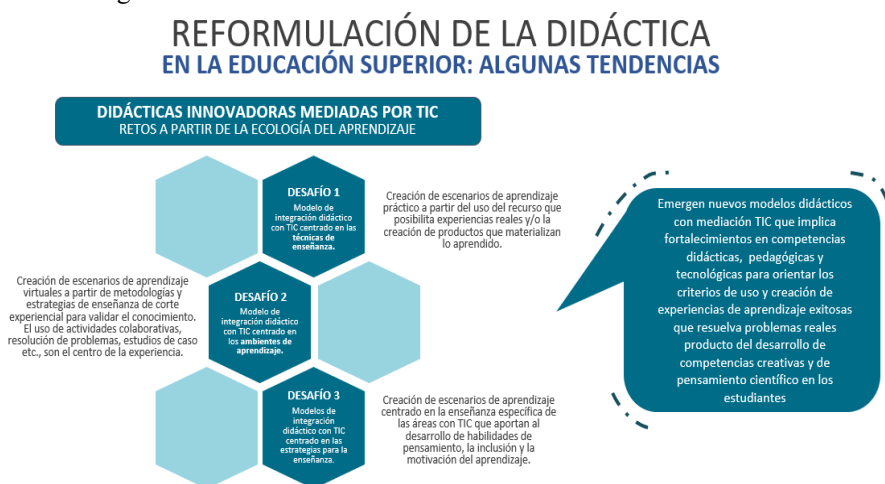 REFORMULACIÓN DE LA DIDÁCTICA
EN LA EDUCACIÓN SUPERIOR: ALGUNAS TENDENCIAS
DIDÁCTICAS INNOVADORAS MEDIADAS POR TIC
RETOS A PARTIR DE LA ECOLOGÍA DEL APRENDIZAJE
DESAFÍO 1
Modelo de
integración didáctico
con TIC centrado en las
técnicas de
enseñanza.
Creación de escenarios de aprendizaje
práctico a partir del uso del recurso que
posibilita experiencias reales y/o la
creación de productos que materializan
lo aprendido.
Creación de escenarios de aprendizaje
virtuales a partir de metodologías y
estrategias de enseñanza de corte
experiencial para validar el conocimiento.
El uso de actividades colaborativas,
resolución de problemas, estudios de caso
etc., son el centro de la experiencia.
DESAFÍO 2
Modelo de
integración didáctico
con TIC centrado en
los ambientes de
aprendizaje.
DESAFÍO 3
Modelos de
integración
didáctico con TIC
centrado en las
estrategias para la
enseñanza.
Creación de escenarios de aprendizaje
centrado en la enseñanza específica de
las áreas con TIC que aportan al
desarrollo de habilidades de
pensamiento, la inclusión y la
motivación del aprendizaje.
Emergen nuevos modelos didácticos
con mediación TIC que implica
fortalecimientos en competencias
didácticas, pedagógicas y
tecnológicas para orientar los
criterios de uso y creación de
experiencias de aprendizaje exitosas
que resuelva problemas reales
producto del desarrollo de
competencias creativas y de
pensamiento científico en los
estudiantes